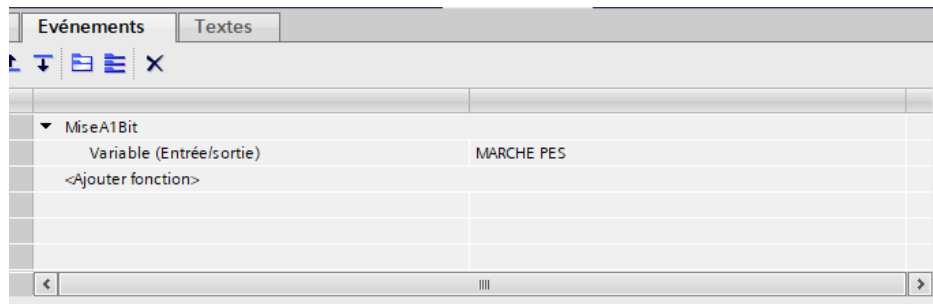 Evénements Textes
MiseA1Bit
Variable (Entrée/sortie) MARCHE PES
<Ajouter fonction>